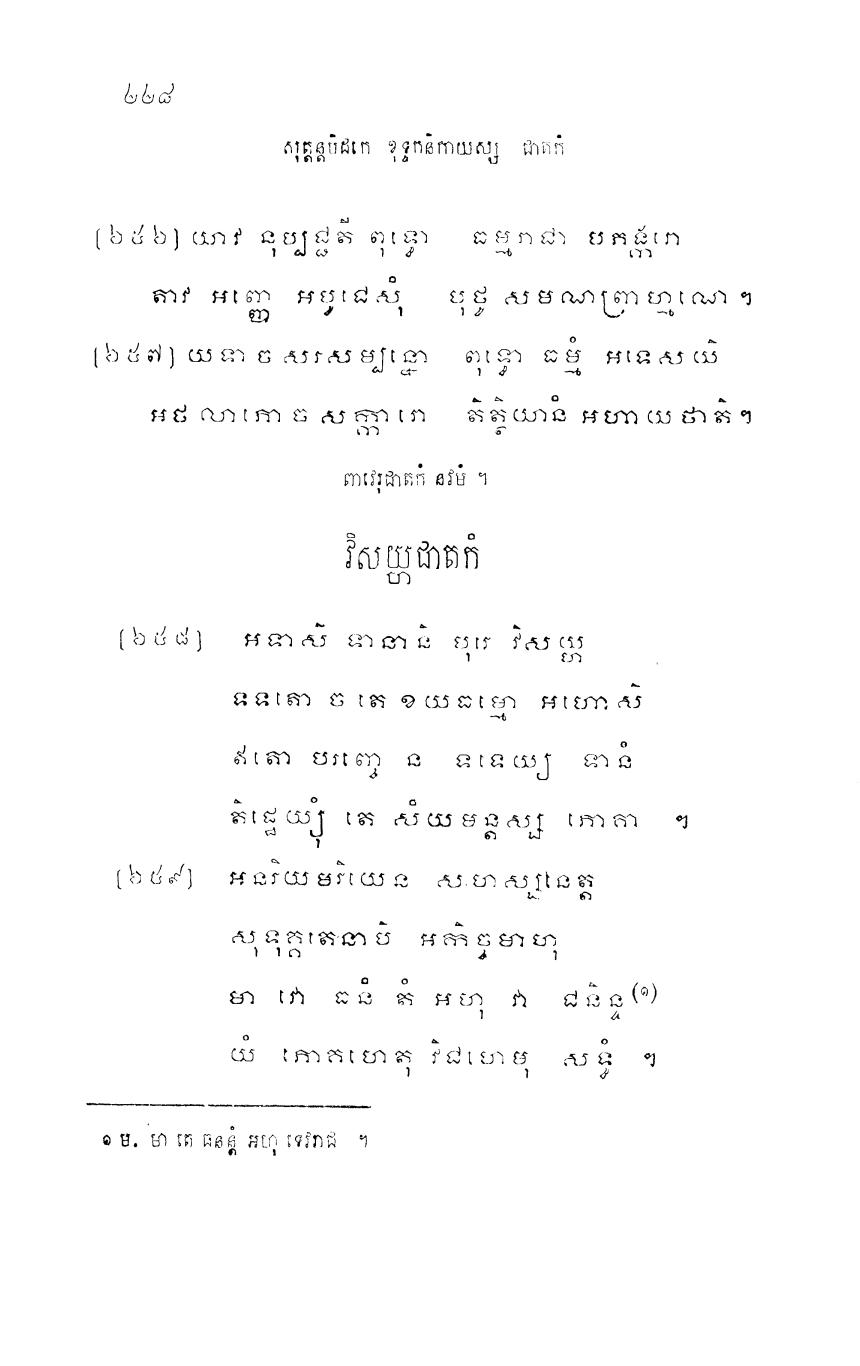 ២២៨
សុត្តន្តបិដកេ ខុទ្ទកនិកាយស្ស ជាតកំ
[៦៥៦] យាវ នុប្បជ្ជតី ពុទ្ធោ ធម្មរាជា បភង្ករោ
តាវ អញ្ញេ អបូជេសុំ បុថូ សមណព្រាហ្មណេ ។
[៦៥៧] យទា ច សរសម្បន្នោ ពុទ្ធោ ធម្មំ អទេសយិ
អថ លាភោ ច សក្ការោ តិត្ថិយានំ អហាយថាតិ។
ពាវេរុជាតកំ នវមំ ។
វិសយ្ហជាតកំ
[៦៥៨] អទាសិ ទានានិ បុរេ វិសយ្ហ
ទទតោ ច តេ ខយធម្មោ អហោសិ
ឥតោ បរញ្ចេ ន ទទេយ្យ ទានំ
តិដ្ឋេយ្យុំ តេ សំយមន្តស្ស ភោគា ។
[៦៥៩] អនរិយមរិយេន សហស្សនេត្ត
សុទុគ្គតេនាបិ អកិច្ចមាហុ
មា វោ ធនំ តំ អហុ វា ជនិន្ទ (១)
យំ ភោគហេតុ វិជហេមុ សទ្ធំ ។
១ ម. មា តេ ធនន្តំ អហុ ទេវរាជ ។